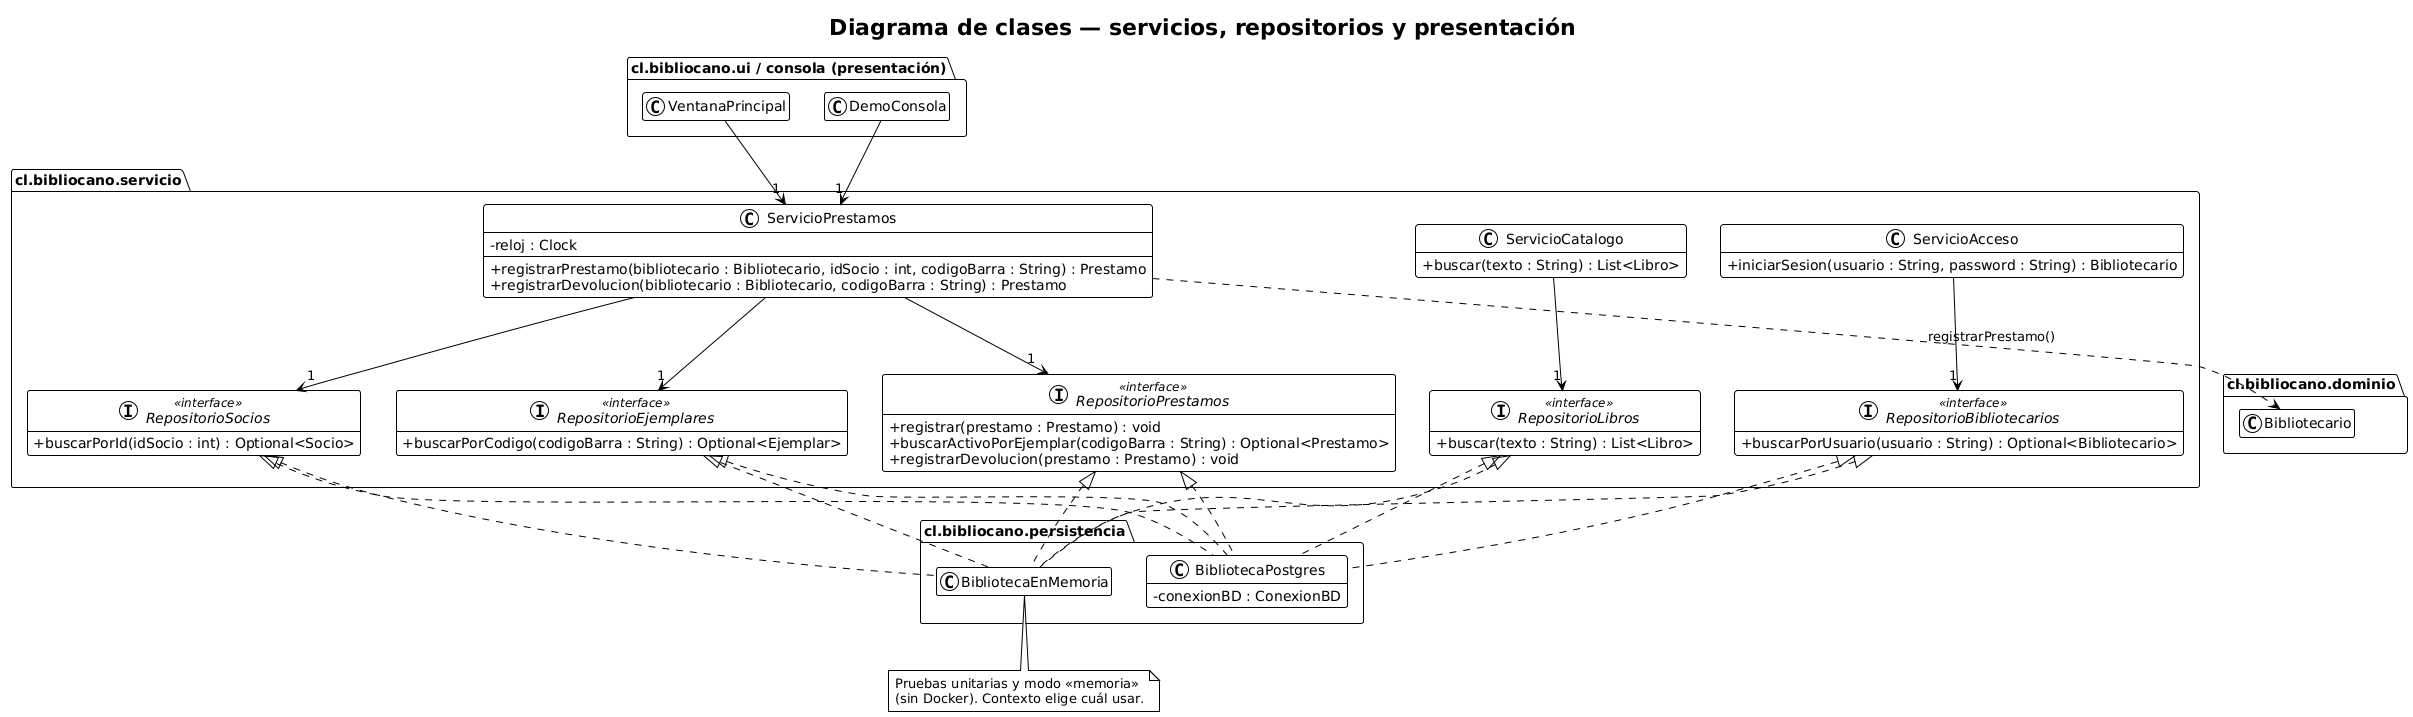 Diagrama de clases — servicios, repositorios y presentación
cl.bibliocano.ui / consola (presentación)
C VentanaPrincipal
C DemoConsola
cl.bibliocano.servicio
1
1
C ServicioPrestamos
-reloj : Clock
+registrarPrestamo(bibliotecario : Bibliotecario, idSocio : int, codigoBarra : String) : Prestamo
+registrarDevolucion(bibliotecario : Bibliotecario, codigoBarra : String) : Prestamo
C ServicioCatalogo
+buscar(texto : String) : List<Libro>
C ServicioAcceso
+iniciarSesion(usuario : String, password : String) : Bibliotecario
registrarPrestamo()
1
1
1
1
1
«interface»
I RepositorioSocios
+buscarPorId(idSocio : int) : Optional<Socio>
«interface»
I RepositorioEjemplares
+buscarPorCodigo(codigoBarra : String) : Optional<Ejemplar>
«interface»
I RepositorioPrestamos
+registrar(prestamo : Prestamo) : void
+buscarActivoPorEjemplar(codigoBarra : String) : Optional<Prestamo>
+registrarDevolucion(prestamo : Prestamo) : void
«interface»
I RepositorioLibros
+buscar(texto : String) : List<Libro>
«interface»
I RepositorioBibliotecarios
+buscarPorUsuario(usuario : String) : Optional<Bibliotecario>
cl.bibliocano.dominio
C Bibliotecario
cl.bibliocano.persistencia
C BibliotecaEnMemoria
C BibliotecaPostgres
-conexionBD : ConexionBD
Pruebas unitarias y modo «memoria»
(sin Docker). Contexto elige cuál usar.